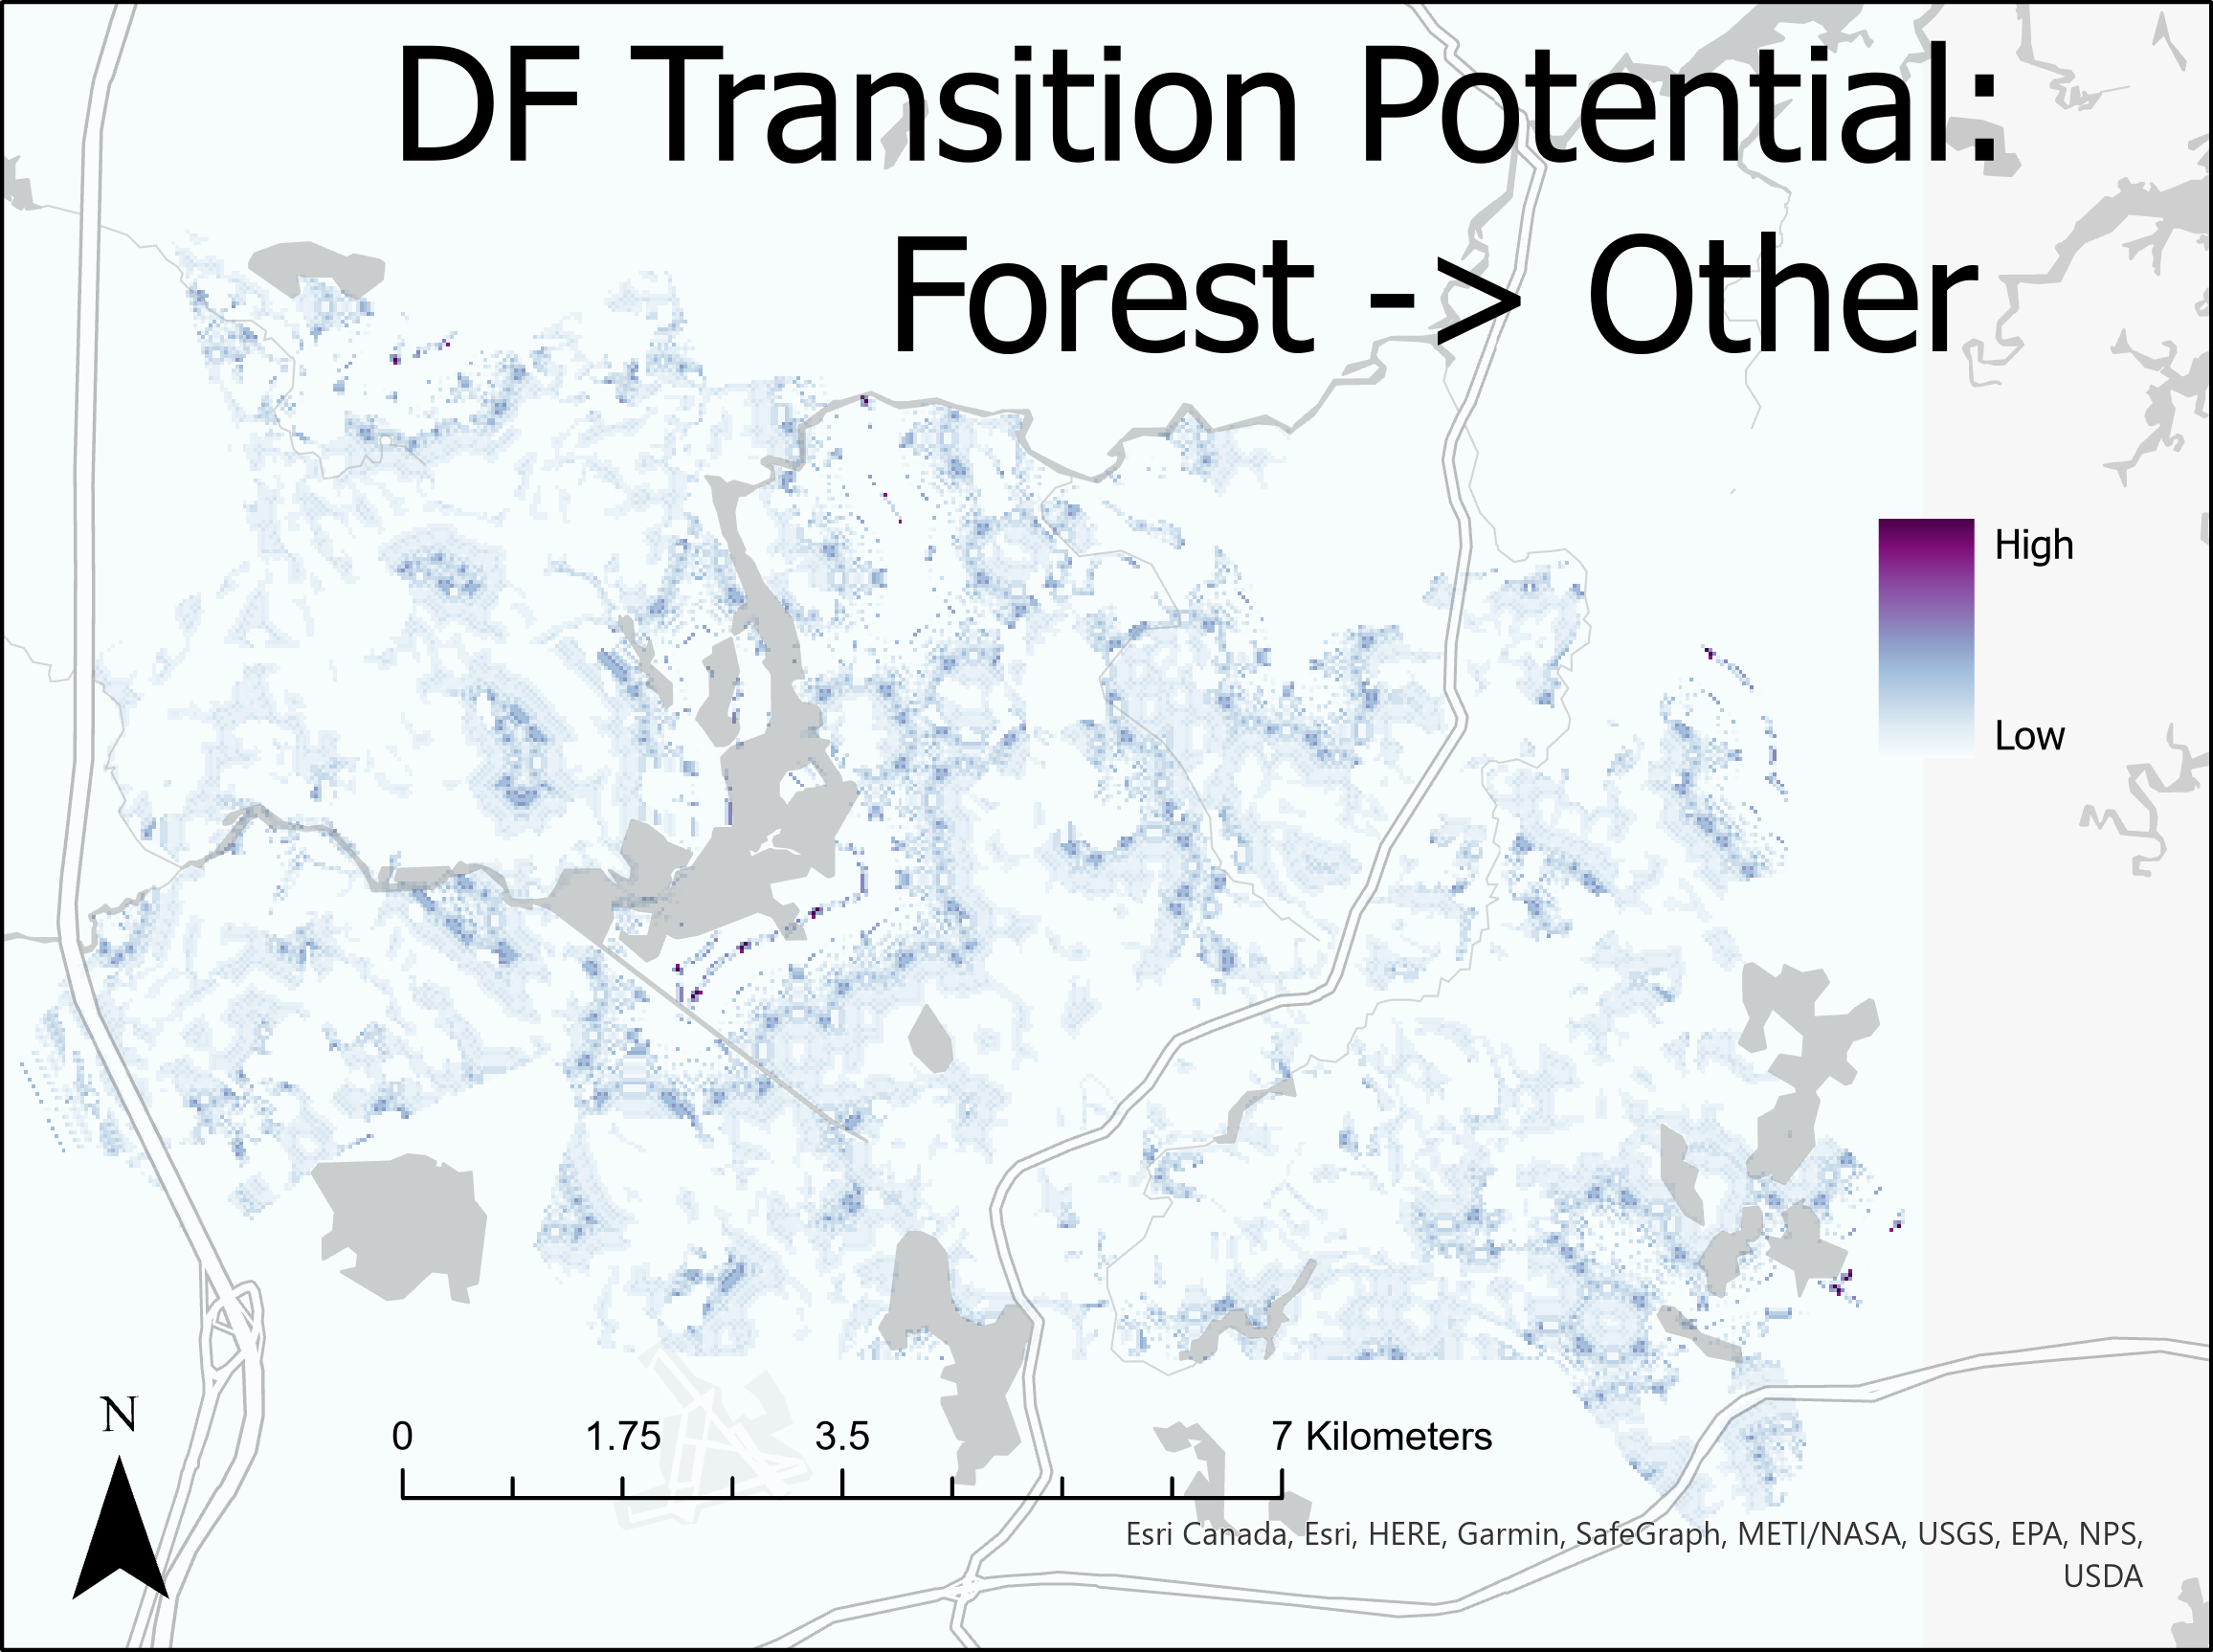 DF Transition Potential:
Forest -> Other
High
Low
N
0 1.75 3.5 7 Kilometers
Esri Canada, Esri, HERE, Garmin, SafeGraph, METI/NASA, USGS, EPA, NPS,
USDA